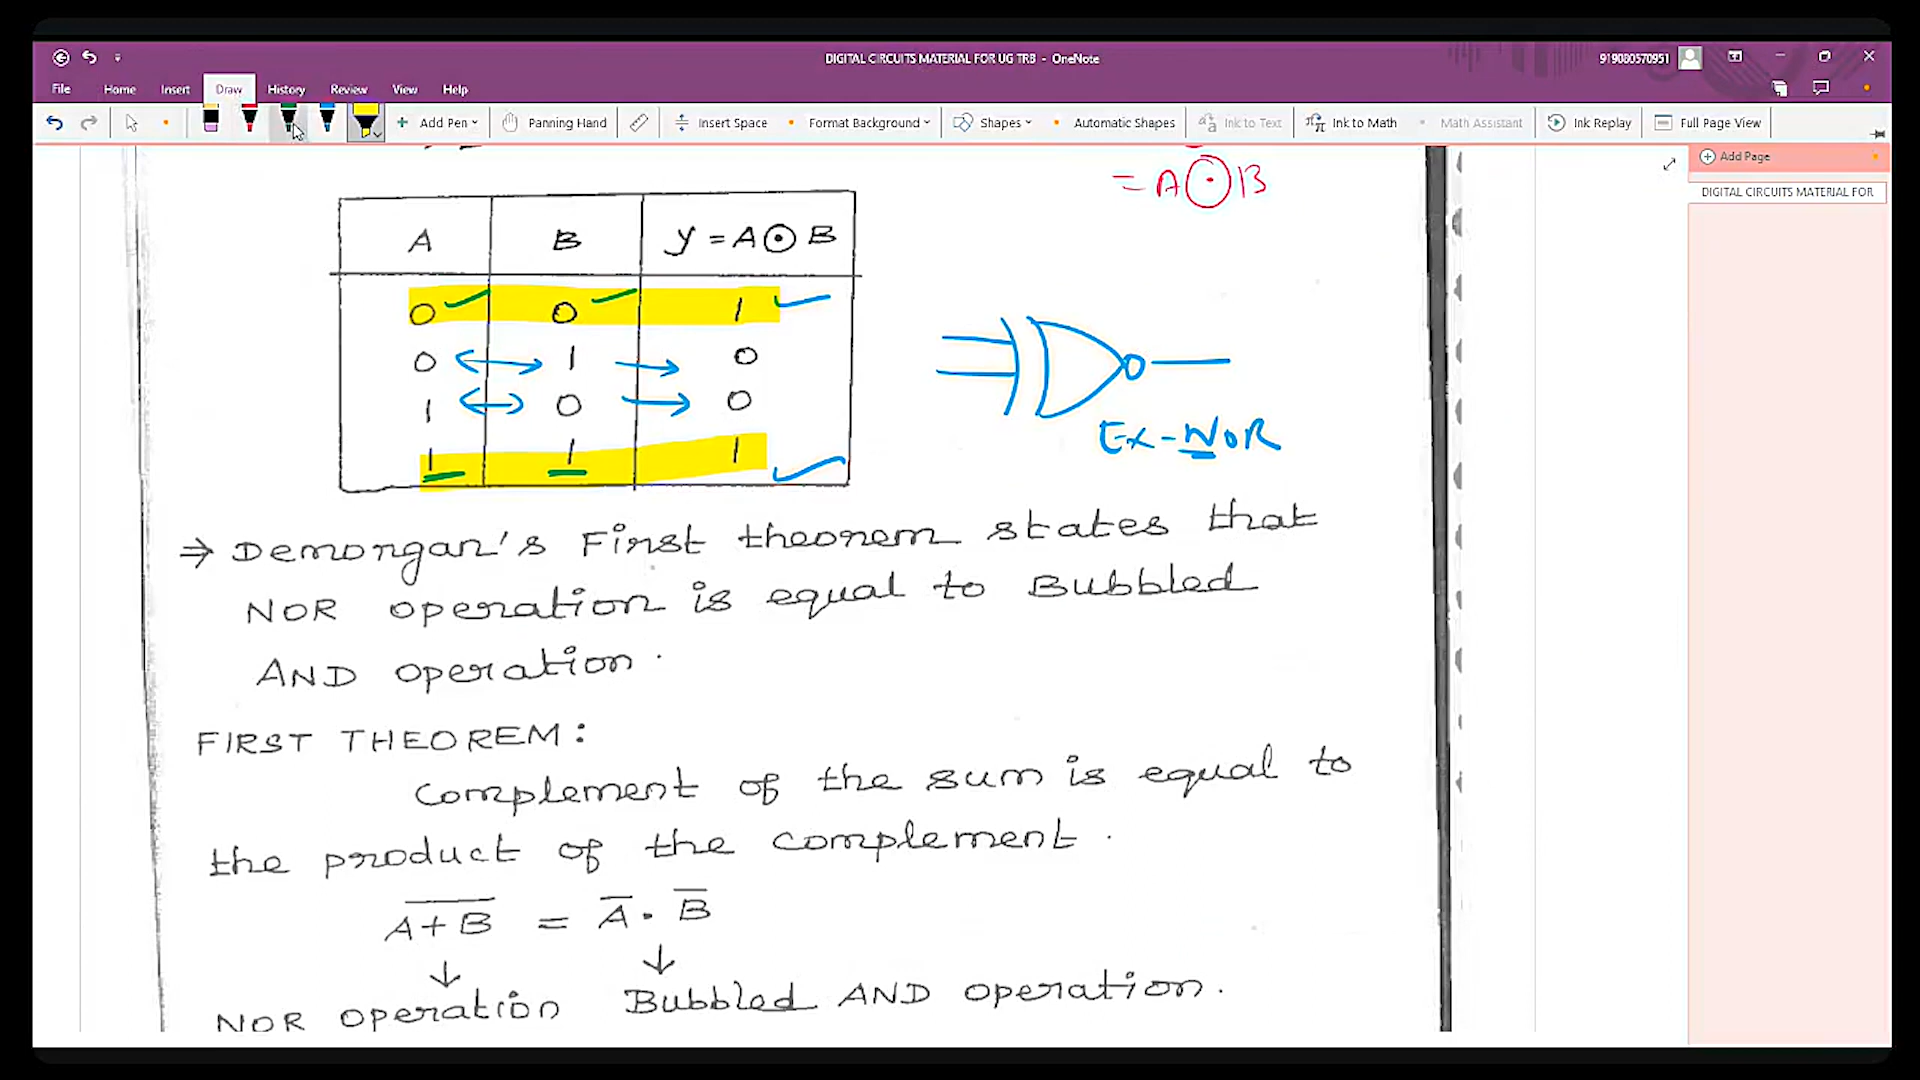 DIGITAL CIRCUITS MATERIAL FOR UG TRB - OneNote
919080570951
File Home Insert Draw History Review View Help
Add Pen Panning Hand Insert Space Format Background Shapes Automatic Shapes Ink to Text Ink to Math Math Assistant Ink Replay Full Page View
Add Page
DIGITAL CIRCUITS MATERIAL FOR
= A ⊙ B
A B y = A ⊙ B
0 0 1
0 1 0
1 0 0
1 1 1
Ex-NOR
⇒ Demorgan's First theorem states that
NOR operation is equal to Bubbled
AND operation.
FIRST THEOREM:
Complement of the sum is equal to
the product of the complement.
A̅+̅B̅ = A̅ . B̅
↓ ↓
NOR operation Bubbled AND operation.